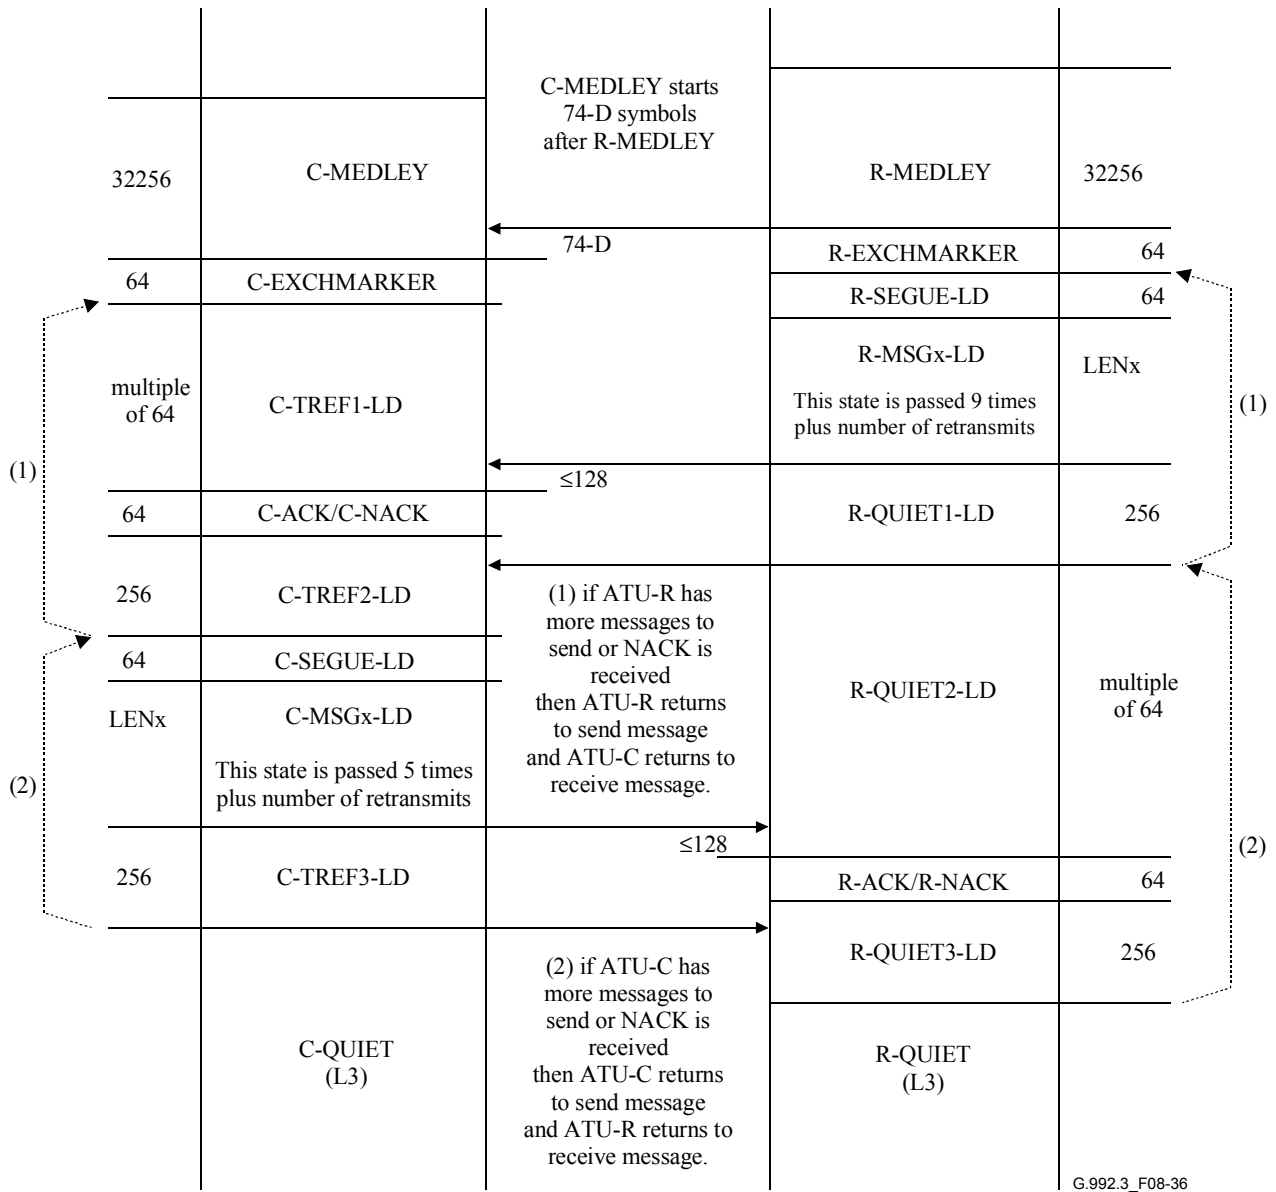 C-MEDLEY starts
74-D symbols
after R-MEDLEY
32256
C-MEDLEY
R-MEDLEY
32256
74-D
R-EXCHMARKER
64
64
C-EXCHMARKER
R-SEGUE-LD
64
R-MSGx-LD
LENx
multiple
of 64
C-TREF1-LD
This state is passed 9 times
plus number of retransmits
(1)
(1)
≤128
64
C-ACK/C-NACK
R-QUIET1-LD
256
256
C-TREF2-LD
(1) if ATU-R has
more messages to
send or NACK is
received
then ATU-R returns
to send message
and ATU-C returns to
receive message.
64
C-SEGUE-LD
R-QUIET2-LD
multiple
of 64
LENx
C-MSGx-LD
This state is passed 5 times
plus number of retransmits
(2)
≤128
(2)
256
C-TREF3-LD
R-ACK/R-NACK
64
R-QUIET3-LD
256
(2) if ATU-C has
more messages to
send or NACK is
received
then ATU-C returns
to send message
and ATU-R returns to
receive message.
C-QUIET
(L3)
R-QUIET
(L3)
G.992.3_F08-36